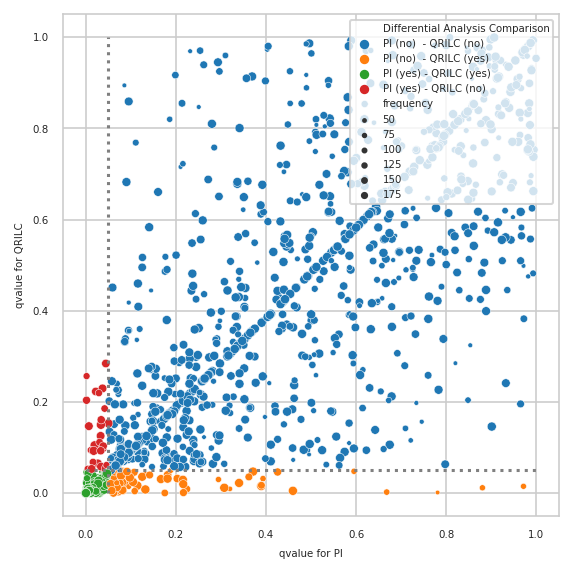 Differential Analysis Comparison
PI (no) - QRILC (no)
PI (no) - QRILC (yes)
PI (yes) - QRILC (yes)
PI (yes) - QRILC (no)
frequency
50
75
100
125
150
175
1.0
0.8
0.6
0.4
0.2
0.0
qvalue for QRILC
0.0 0.2 0.4 0.6 0.8 1.0
qvalue for PI